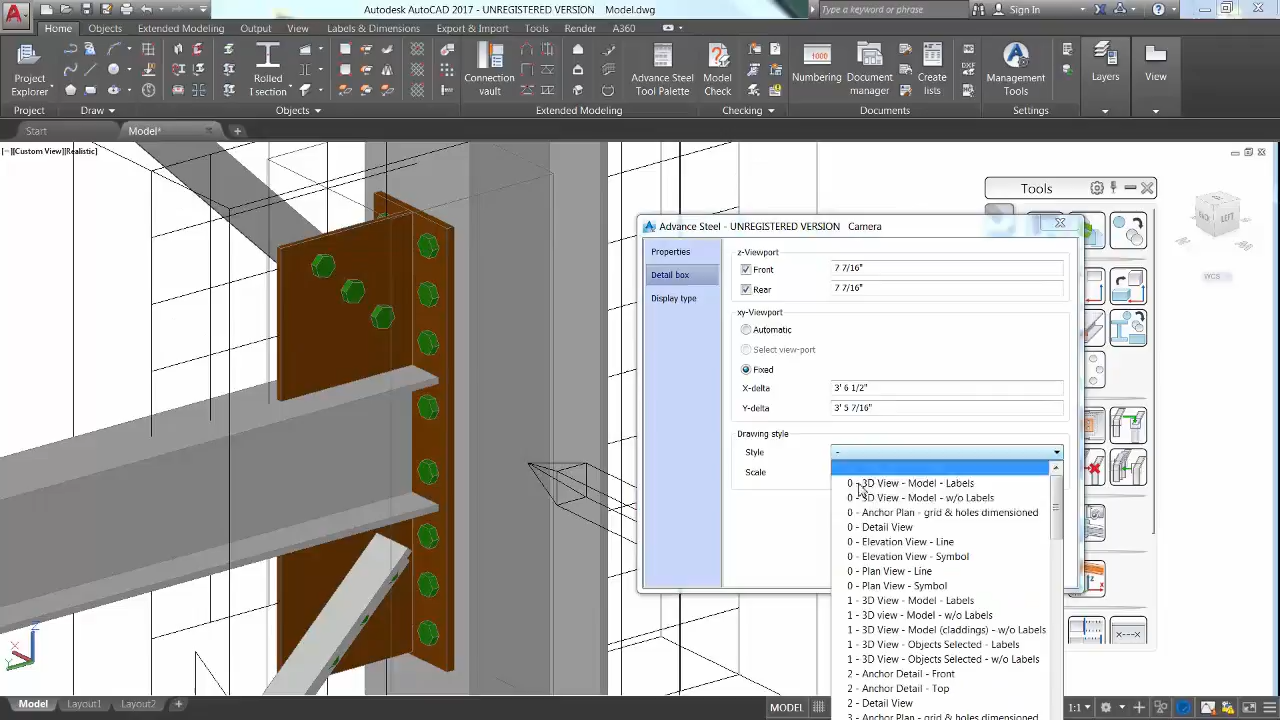 Autodesk AutoCAD 2017 - UNREGISTERED VERSION Model.dwg
Type a keyword or phrase
Sign In
Home Objects Extended Modeling Output View Labels & Dimensions Export & Import Tools Render A360
Project Explorer
Rolled I section
Connection vault
Advance Steel Tool Palette
Model Check
1000
Numbering
Document manager
Create lists
DXF
Management Tools
Layers
View
Project Draw Objects Extended Modeling Checking Documents Settings
Start Model*
[−][Custom View][Realistic]
Tools
LEFT
WCS
Advance Steel - UNREGISTERED VERSION Camera
Properties
Detail box
Display type
z-Viewport
Front 7 7/16"
Rear 7 7/16"
xy-Viewport
Automatic
Select view-port
Fixed
X-delta 3' 6 1/2"
Y-delta 3' 5 7/16"
Drawing style
Style -
Scale
0 - 3D View - Model - Labels
0 - 3D View - Model - w/o Labels
0 - Anchor Plan - grid & holes dimensioned
0 - Detail View
0 - Elevation View - Line
0 - Elevation View - Symbol
0 - Plan View - Line
0 - Plan View - Symbol
1 - 3D View - Model - Labels
1 - 3D view - Model - w/o Labels
1 - 3D View - Model (claddings) - w/o Labels
1 - 3D View - Objects Selected - Labels
1 - 3D View - Objects Selected - w/o Labels
2 - Anchor Detail - Front
2 - Anchor Detail - Top
2 - Detail View
3 - Anchor Plan - grid & holes dimensioned
Z
X
Y
Model Layout1 Layout2
MODEL
1:1